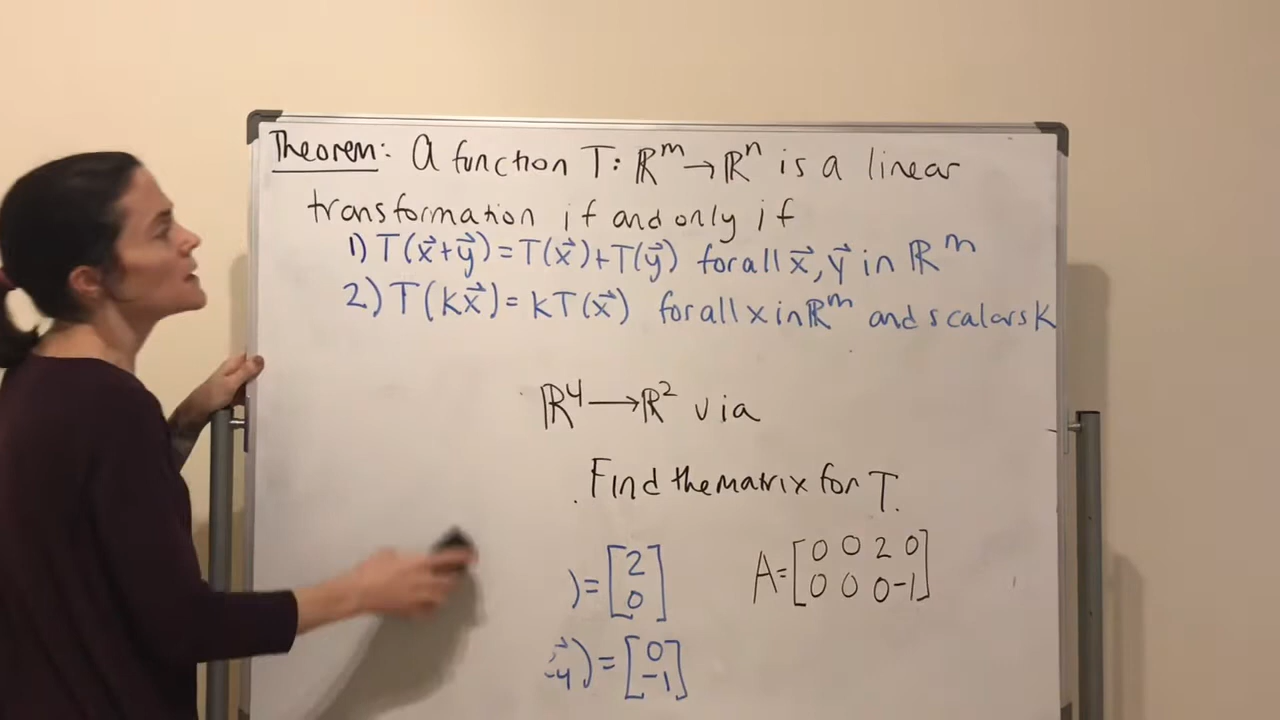 Theorem: A function T: ℝᵐ→ℝⁿ is a linear
transformation if and only if
1) T(x⃗+y⃗)=T(x⃗)+T(y⃗) for all x⃗, y⃗ in ℝᵐ
2) T(kx⃗)= kT(x⃗) for all x in ℝᵐ and scalars k
ℝ⁴→ℝ² via
Find the matrix for T.
)=[2 0]
A=[0 0 2 0
0 0 0 -1]
4)=[0 -1]